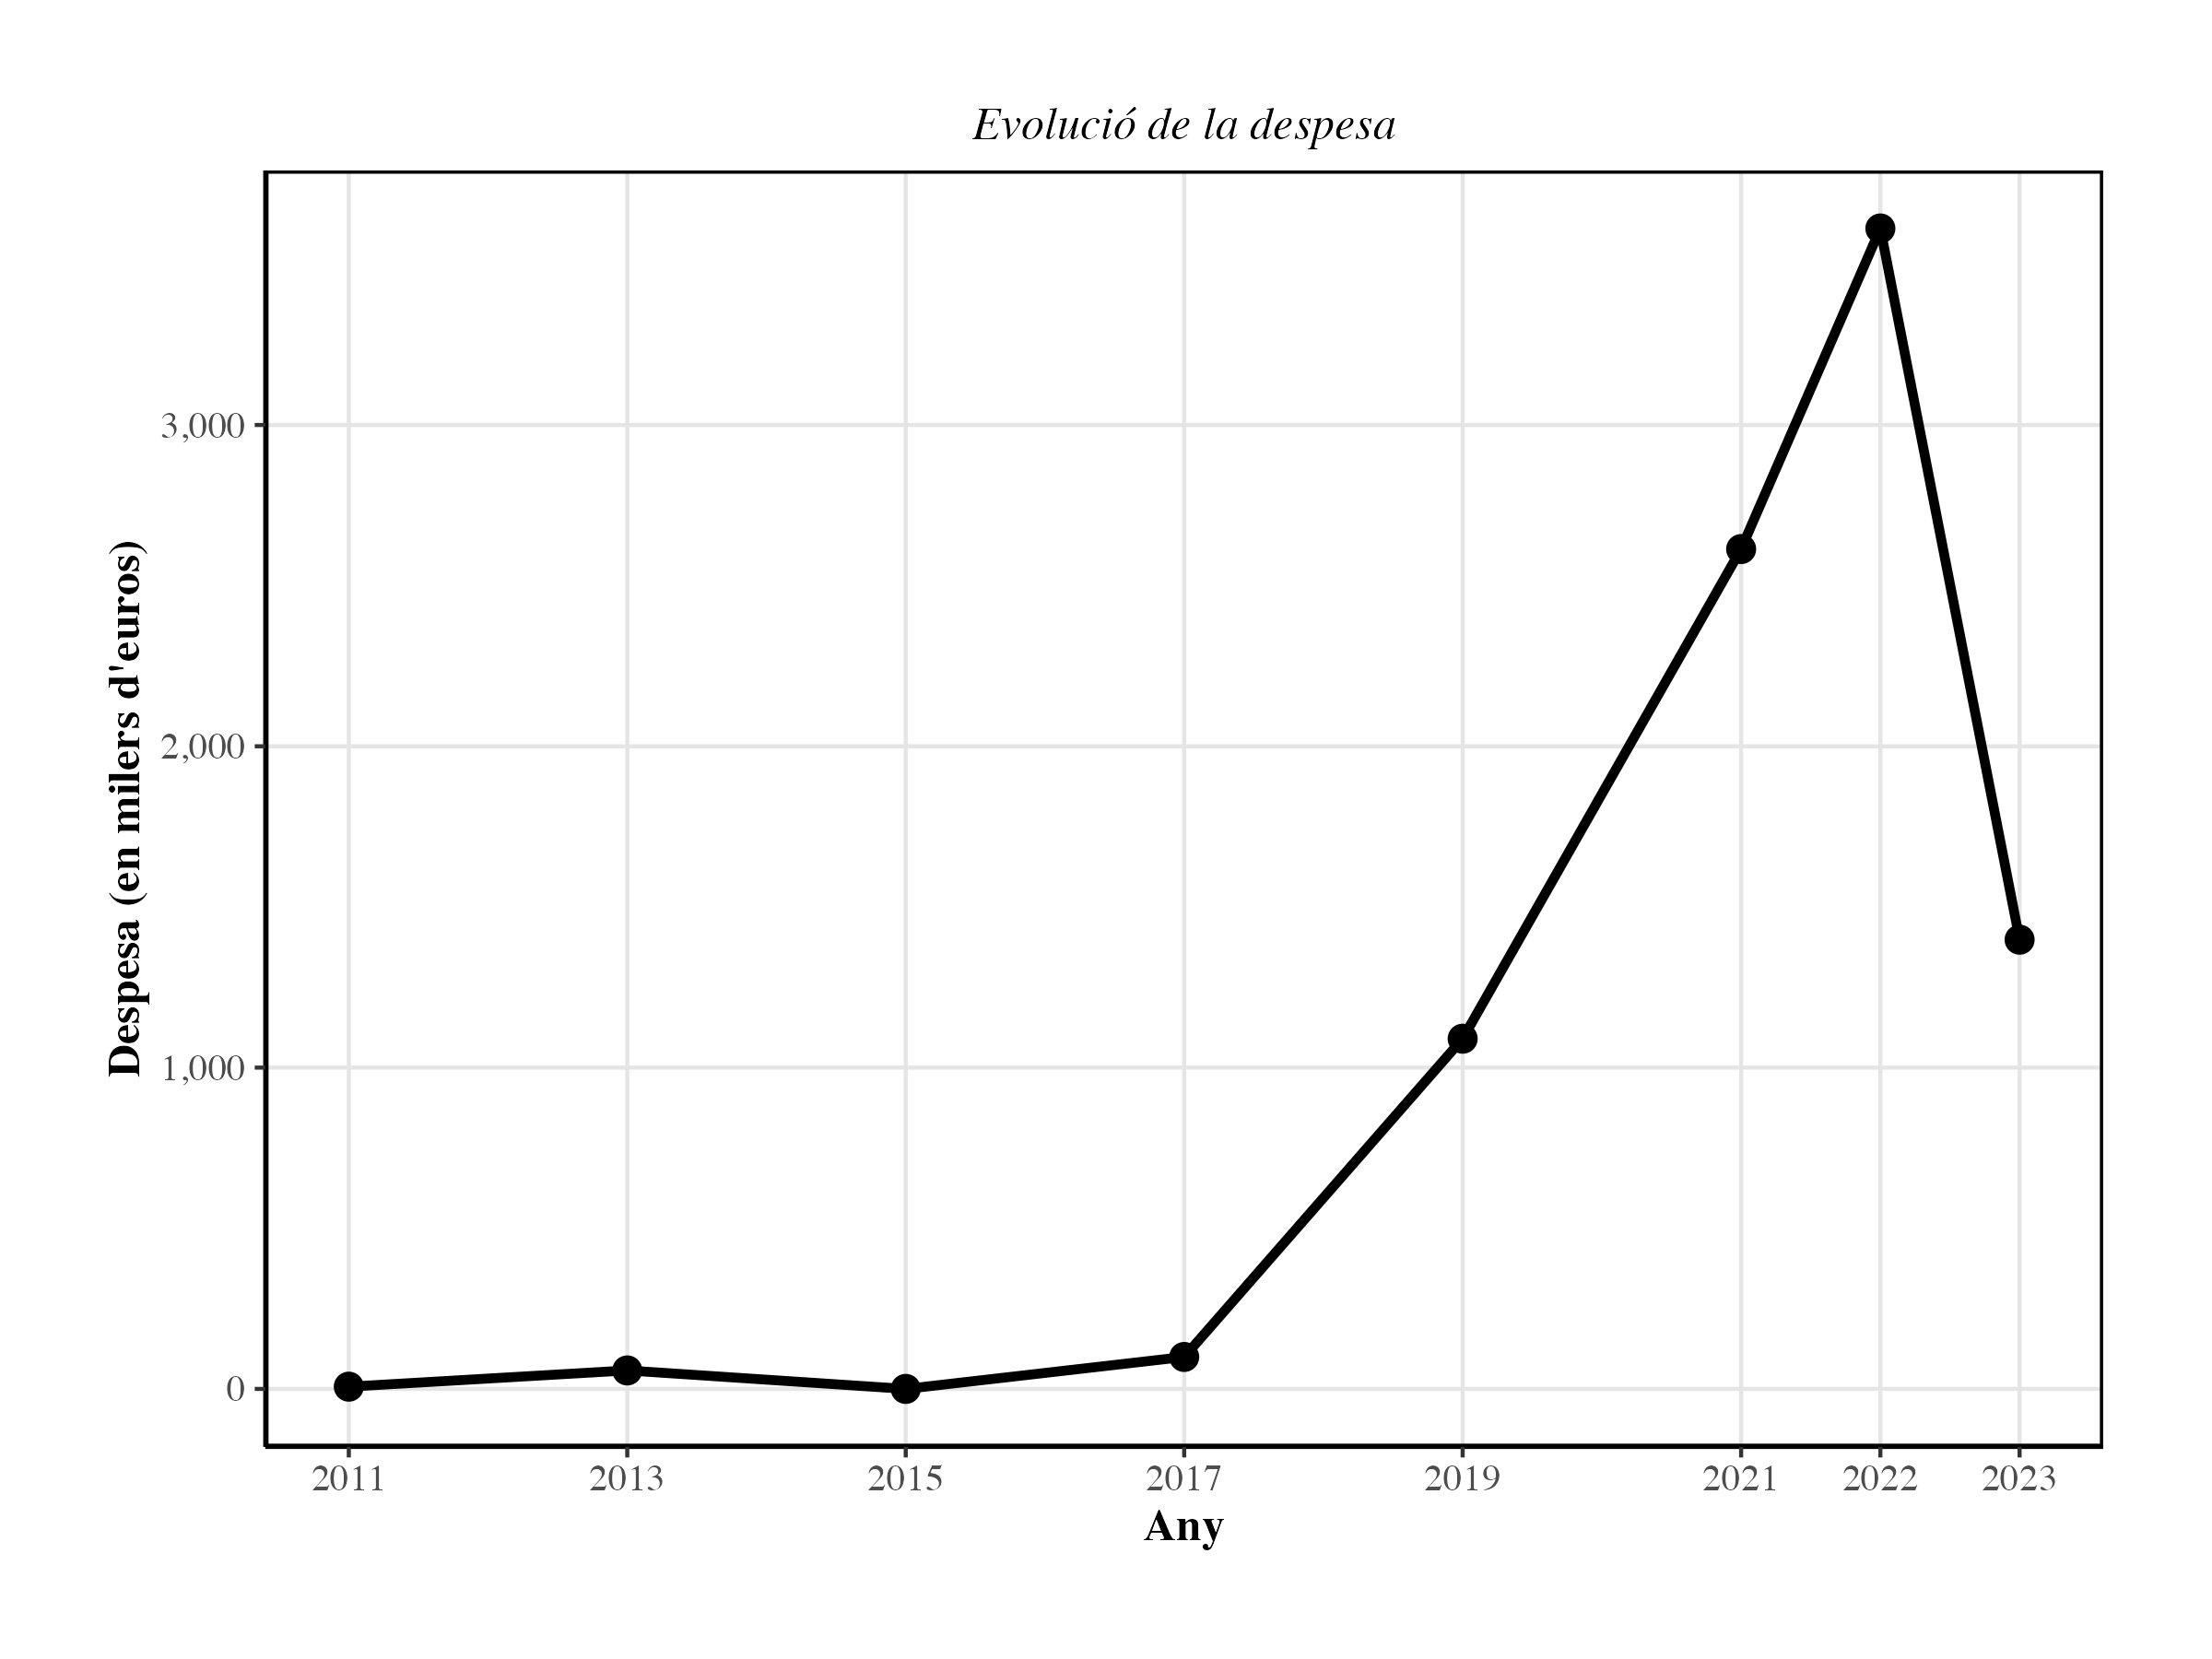 Evolució de la despesa
Despesa (en milers d'euros)
3,000
2,000
1,000
0
2011 2013 2015 2017 2019 2021 2022 2023
Any